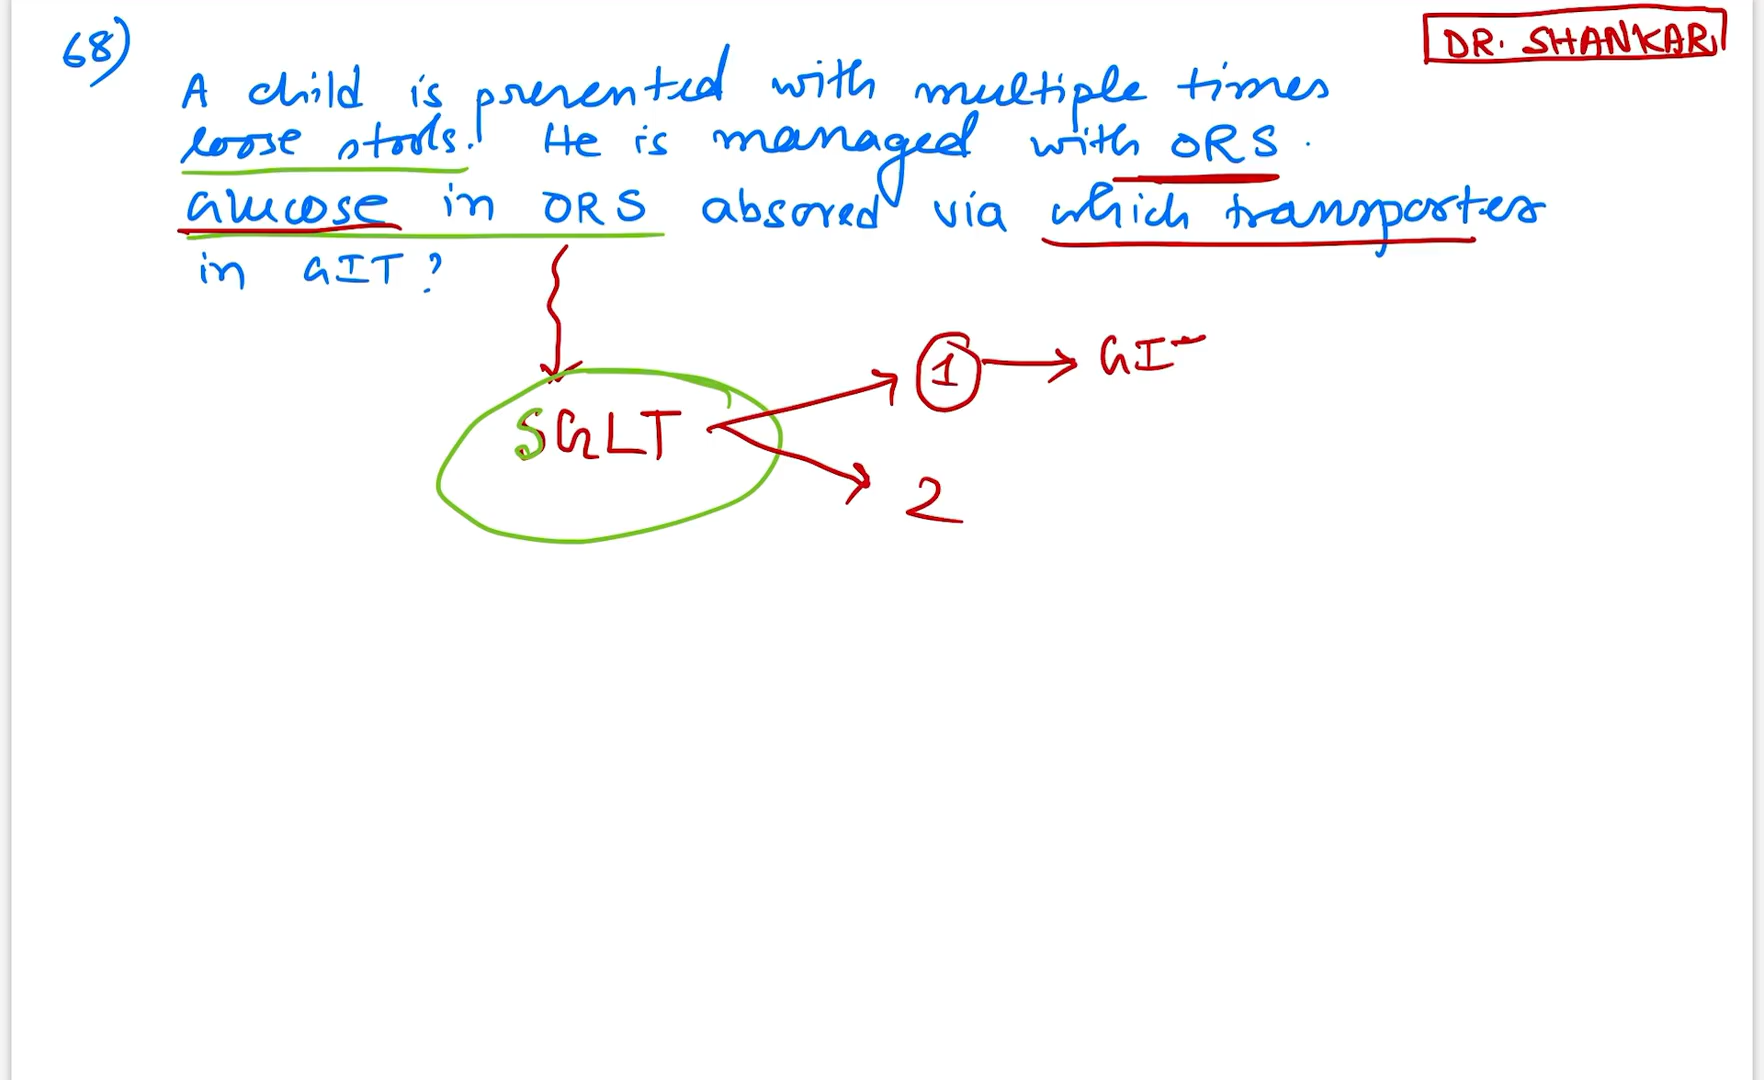 68)
DR. SHANKAR
A child is presented with multiple times
loose stools. He is managed with ORS.
Glucose in ORS absored via which transporter
in GIT?
1 → GI
SGLT
2